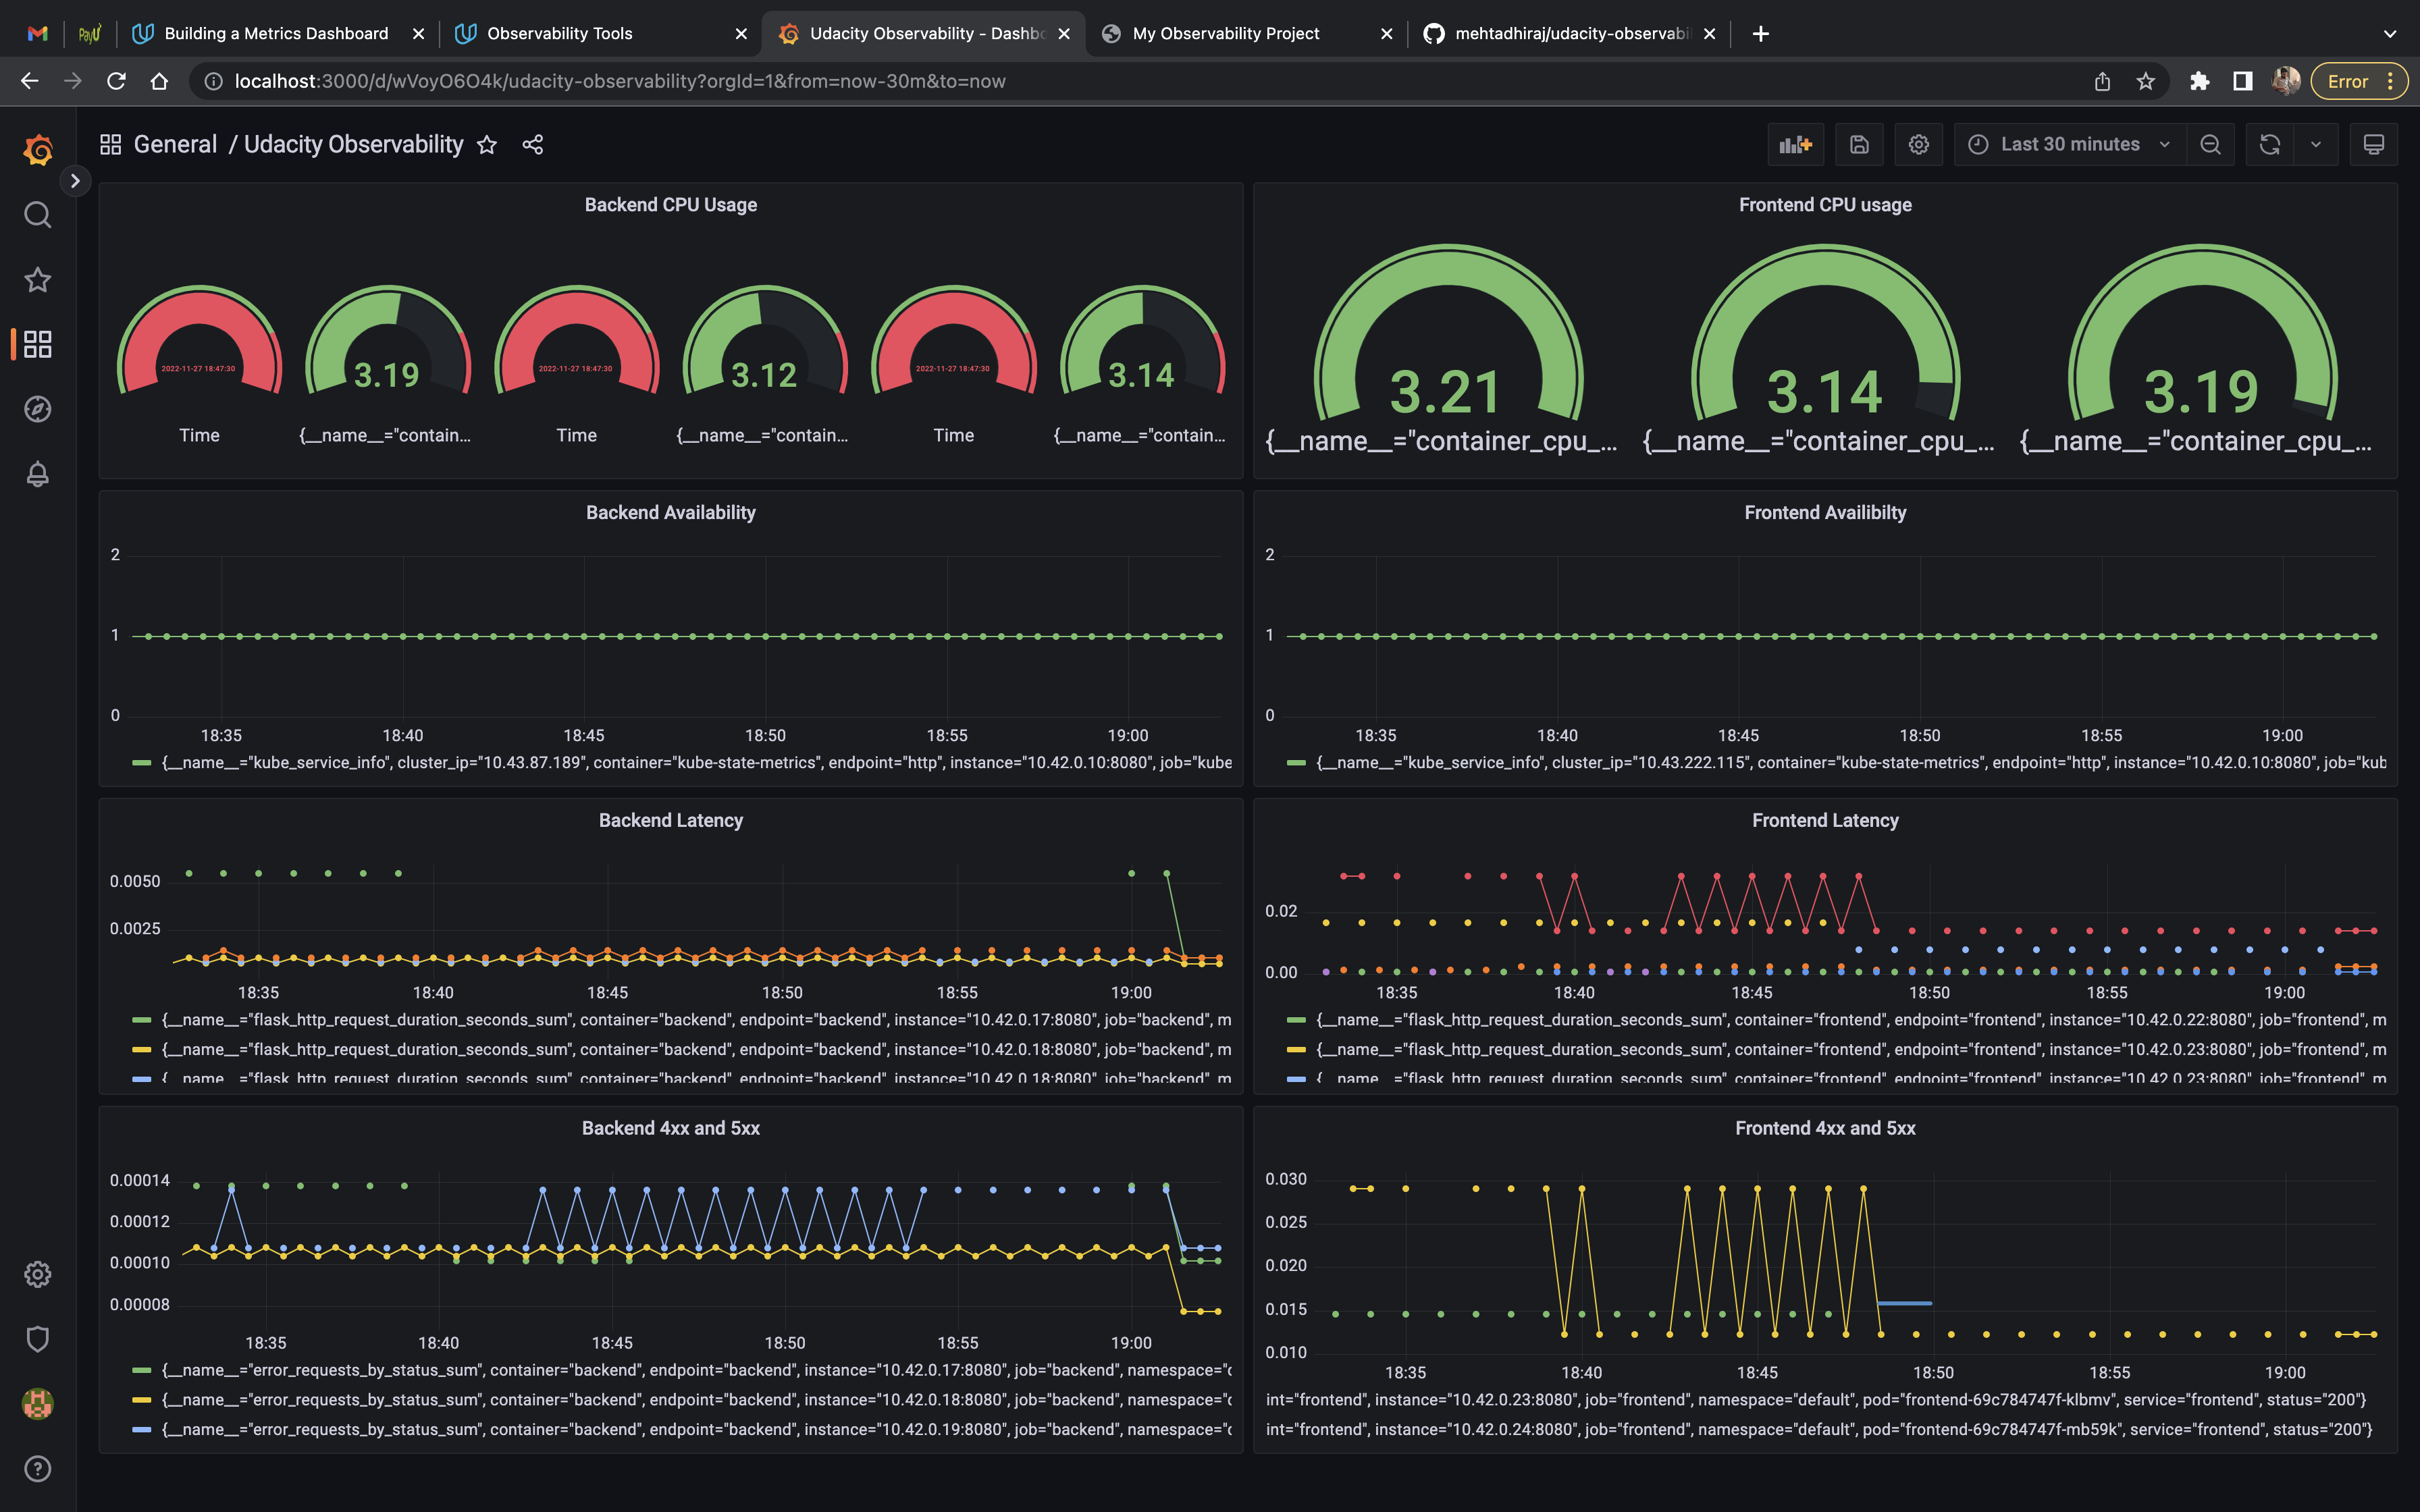 PayU
Building a Metrics Dashboard
Observability Tools
Udacity Observability - Dashbo
My Observability Project
mehtadhiraj/udacity-observabil
localhost:3000/d/wVoyO6O4k/udacity-observability?orgId=1&from=now-30m&to=now
Error
General / Udacity Observability
Last 30 minutes
Backend CPU Usage
2022-11-27 18:47:30
3.19
2022-11-27 18:47:30
3.12
2022-11-27 18:47:30
3.14
Time
{__name__="contain...
Time
{__name__="contain...
Time
{__name__="contain...
Frontend CPU usage
3.21
3.14
3.19
{__name__="container_cpu_...
{__name__="container_cpu_...
{__name__="container_cpu_...
Backend Availability
2
1
0
18:35 18:40 18:45 18:50 18:55 19:00
{__name__="kube_service_info", cluster_ip="10.43.87.189", container="kube-state-metrics", endpoint="http", instance="10.42.0.10:8080", job="kube
Frontend Availibilty
2
1
0
18:35 18:40 18:45 18:50 18:55 19:00
{__name__="kube_service_info", cluster_ip="10.43.222.115", container="kube-state-metrics", endpoint="http", instance="10.42.0.10:8080", job="kub
Backend Latency
0.0050
0.0025
18:35 18:40 18:45 18:50 18:55 19:00
{__name__="flask_http_request_duration_seconds_sum", container="backend", endpoint="backend", instance="10.42.0.17:8080", job="backend", m
{__name__="flask_http_request_duration_seconds_sum", container="backend", endpoint="backend", instance="10.42.0.18:8080", job="backend", m
{__name__="flask_http_request_duration_seconds_sum", container="backend", endpoint="backend", instance="10.42.0.18:8080", job="backend", m
Frontend Latency
0.02
0.00
18:35 18:40 18:45 18:50 18:55 19:00
{__name__="flask_http_request_duration_seconds_sum", container="frontend", endpoint="frontend", instance="10.42.0.22:8080", job="frontend", m
{__name__="flask_http_request_duration_seconds_sum", container="frontend", endpoint="frontend", instance="10.42.0.23:8080", job="frontend", m
{__name__="flask_http_request_duration_seconds_sum", container="frontend", endpoint="frontend", instance="10.42.0.23:8080", job="frontend", m
Backend 4xx and 5xx
0.00014
0.00012
0.00010
0.00008
18:35 18:40 18:45 18:50 18:55 19:00
{__name__="error_requests_by_status_sum", container="backend", endpoint="backend", instance="10.42.0.17:8080", job="backend", namespace="d
{__name__="error_requests_by_status_sum", container="backend", endpoint="backend", instance="10.42.0.18:8080", job="backend", namespace="d
{__name__="error_requests_by_status_sum", container="backend", endpoint="backend", instance="10.42.0.19:8080", job="backend", namespace="d
Frontend 4xx and 5xx
0.030
0.025
0.020
0.015
0.010
18:35 18:40 18:45 18:50 18:55 19:00
int="frontend", instance="10.42.0.23:8080", job="frontend", namespace="default", pod="frontend-69c784747f-klbmv", service="frontend", status="200"}
int="frontend", instance="10.42.0.24:8080", job="frontend", namespace="default", pod="frontend-69c784747f-mb59k", service="frontend", status="200"}